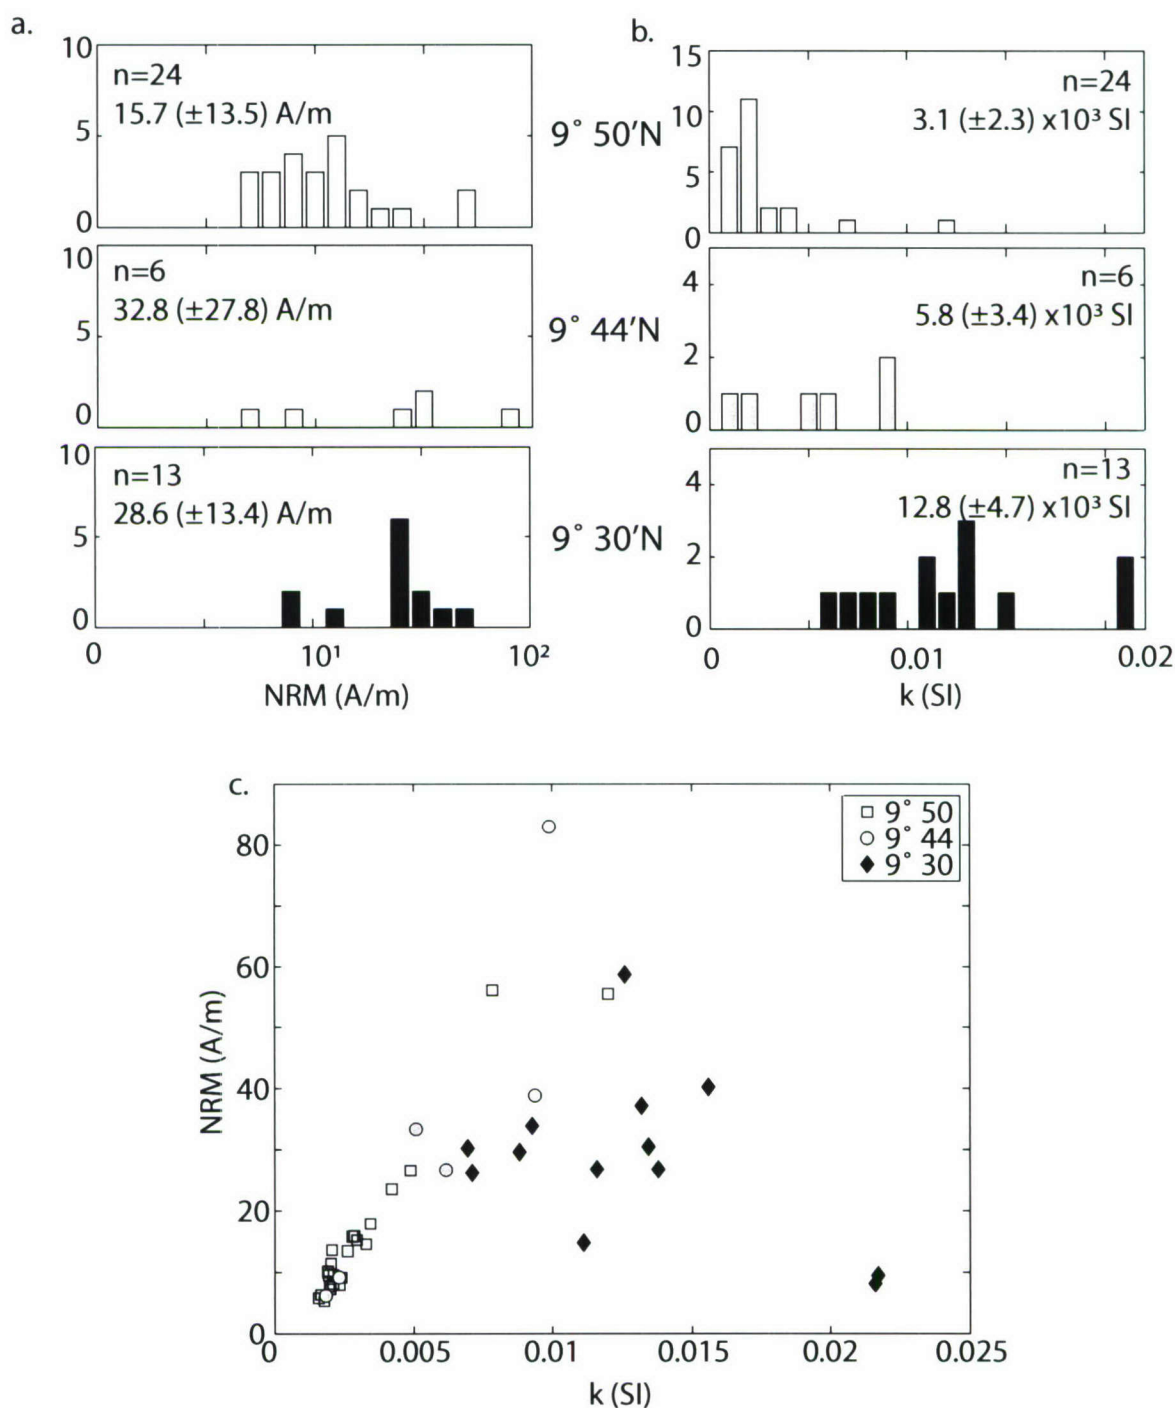 a.
10
5
0
n=24
15.7 (±13.5) A/m
9° 50'N
b.
15
10
5
0
n=24
3.1 (±2.3) x10³ SI
10
5
0
n=6
32.8 (±27.8) A/m
9° 44'N
4
2
0
n=6
5.8 (±3.4) x10³ SI
10
5
0
n=13
28.6 (±13.4) A/m
9° 30'N
4
2
0
n=13
12.8 (±4.7) x10³ SI
0 10¹ 10²
NRM (A/m)
0 0.01 0.02
k (SI)
c.
9° 50
9° 44
9° 30
80
60
40
20
0
NRM (A/m)
0 0.005 0.01 0.015 0.02 0.025
k (SI)